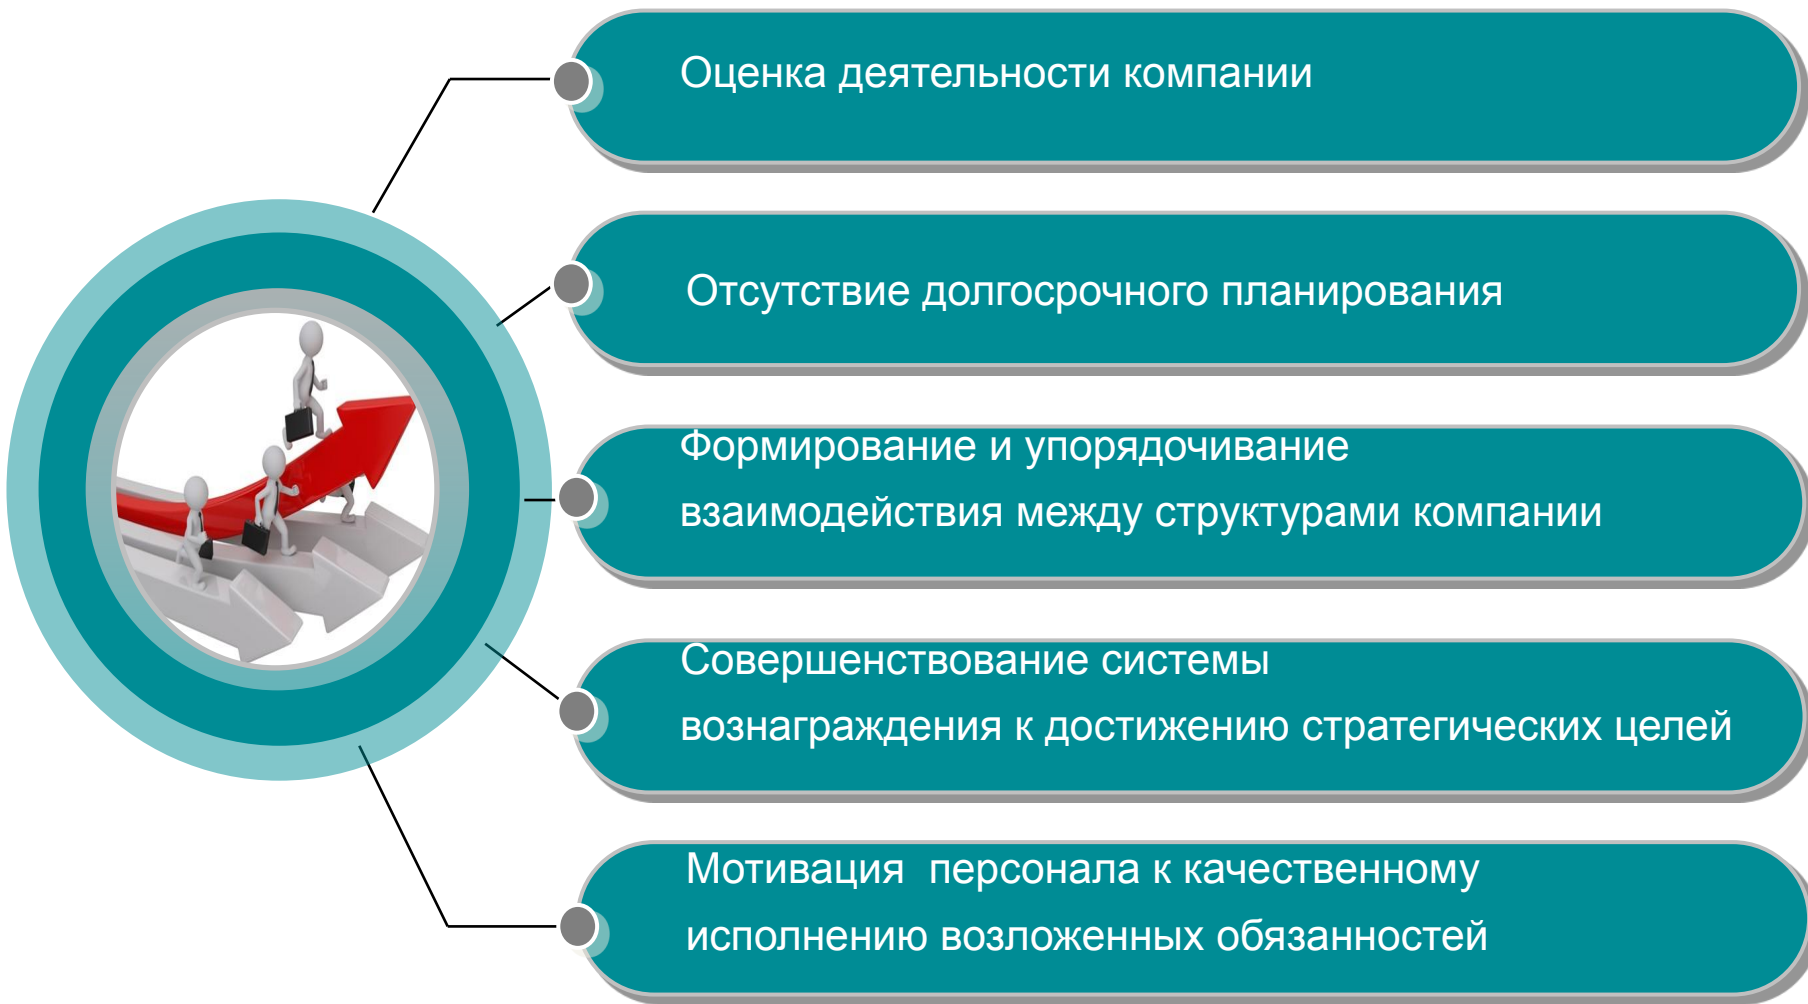 Оценка деятельности компании
Отсутствие долгосрочного планирования
Формирование и упорядочивание
взаимодействия между структурами компании
Совершенствование системы
вознаграждения к достижению стратегических целей
Мотивация  персонала к качественному
исполнению возложенных обязанностей